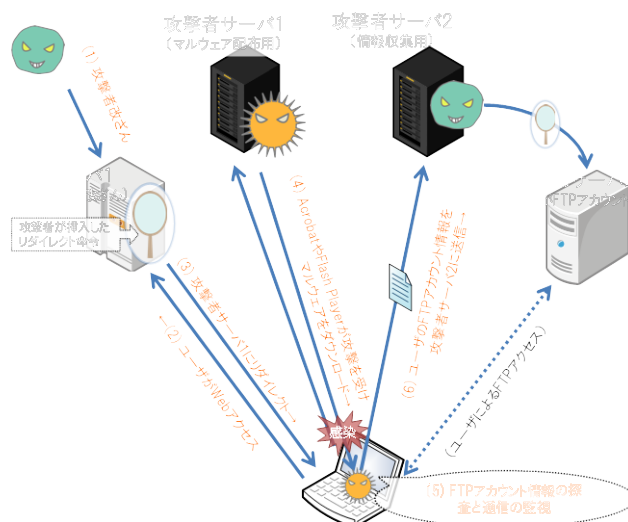 攻撃者サーバ1
(マルウェア配布用)
攻撃者サーバ2
(情報収集用)
(1) 攻撃者改ざん
FTPアカウント
攻撃者が挿入した
リダイレクト命令
(3) 攻撃者サーバ1にリダイレクト→
←(2) ユーザがWebアクセス
(4) AcrobatやFlash Playerが攻撃を受け
マルウェアをダウンロード→
(6) ユーザのFTPアカウント情報を
攻撃者サーバ2に送信→
(ユーザによるFTPアクセス)
感染
(5) FTPアカウント情報の探
査と通信の監視